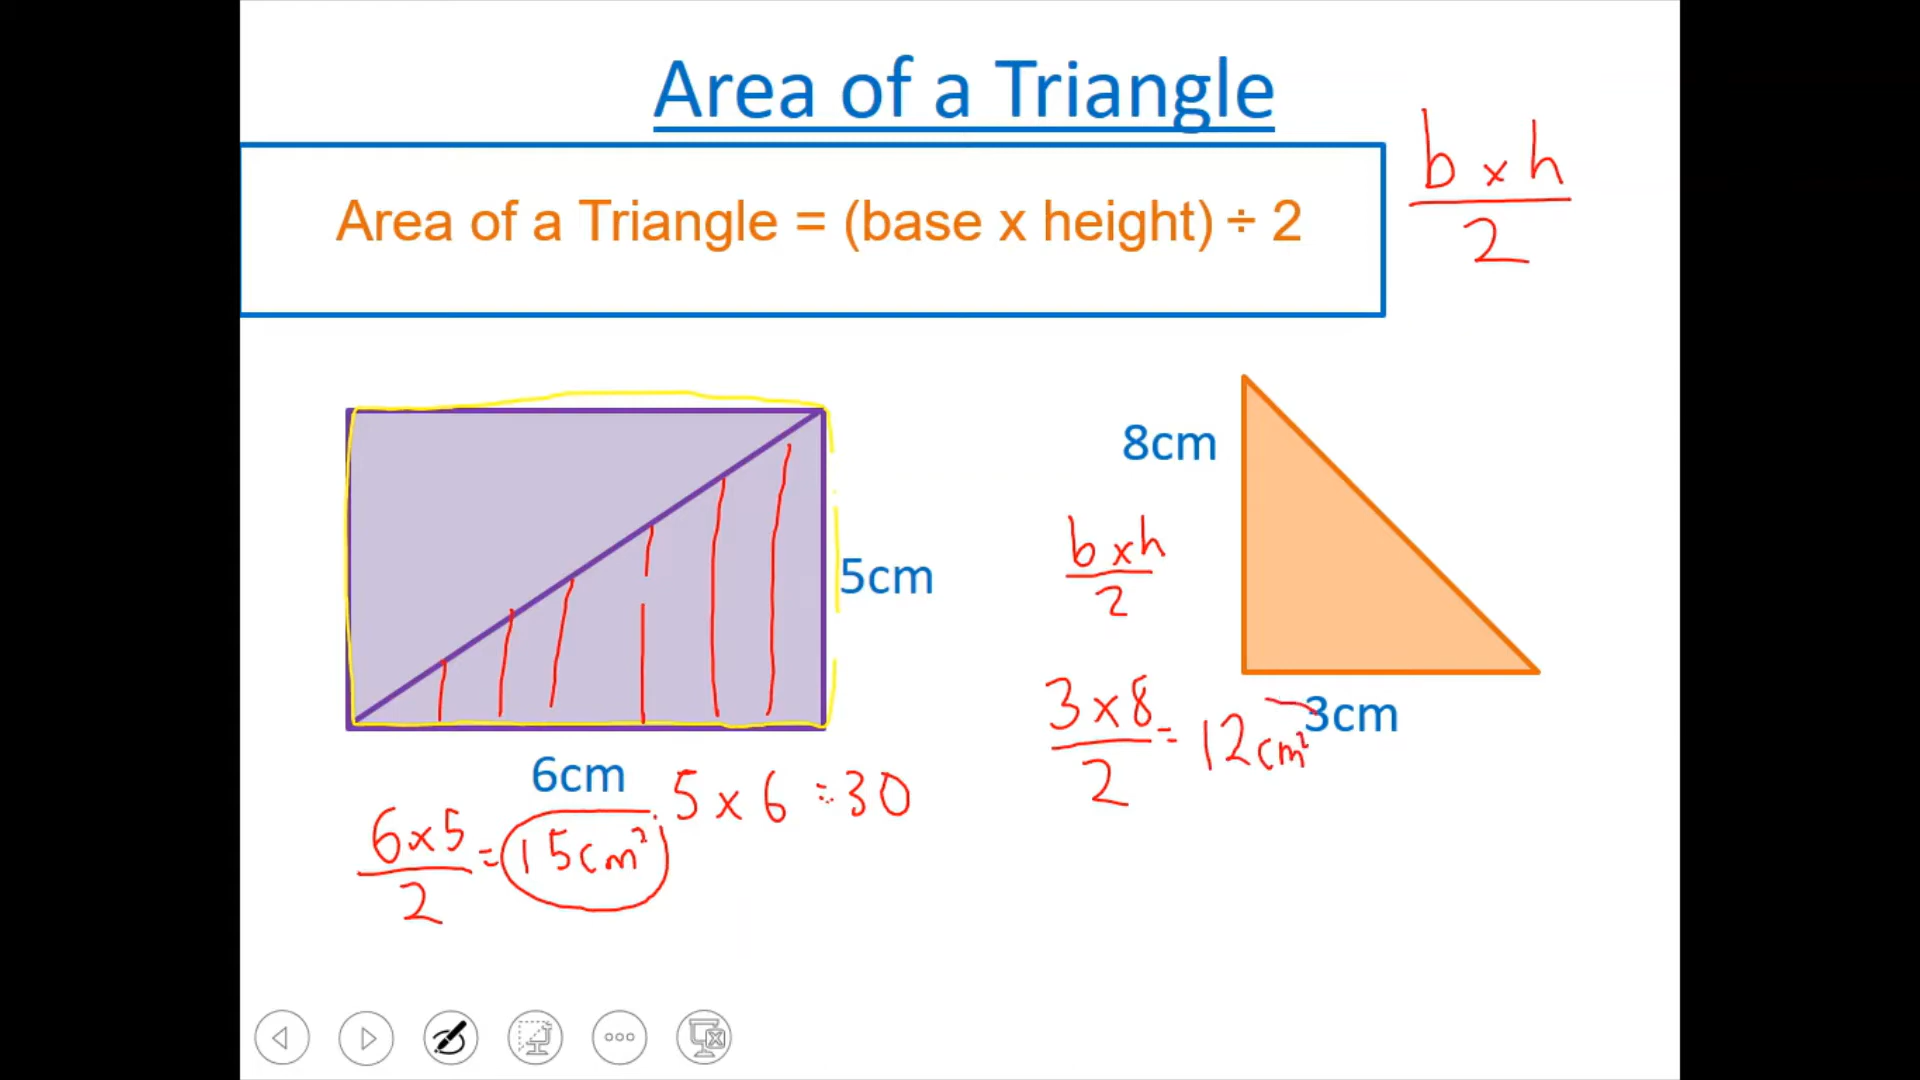 Area of a Triangle
b x h
2
Area of a Triangle = (base x height) ÷ 2
8cm
5cm
b x h
2
3cm
3 x 8 = 12cm²
2
6cm
5 x 6 = 30
6 x 5 = 15cm²
2